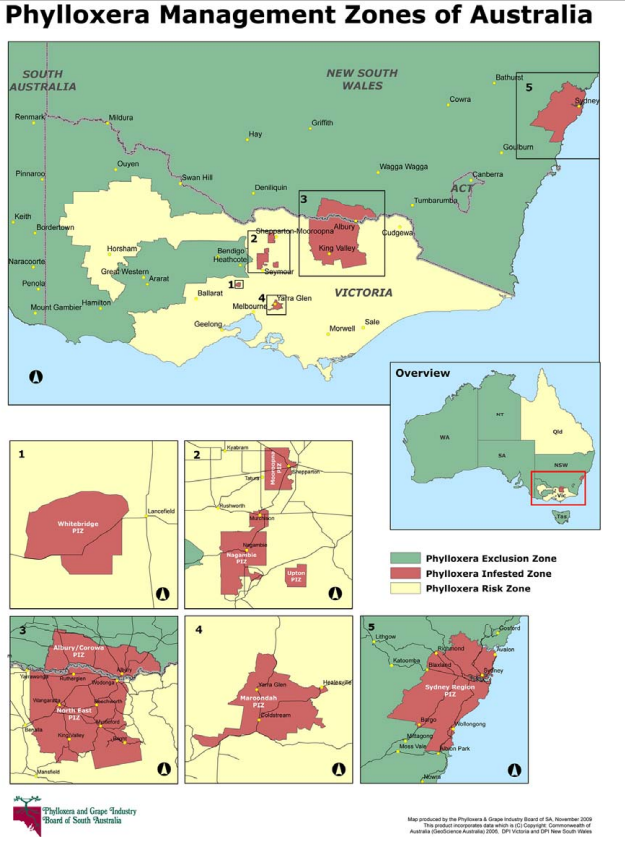 Phylloxera Management Zones of Australia
SOUTH
AUSTRALIA
NEW SOUTH
WALES
Bathurst
5
Cowra
Sydney
Renmark
Mildura
Griffith
Hay
Goulburn
Ouyen
Wagga Wagga
Pinnaroo
Swan Hill
Canberra
ACT
Deniliquin
Tumbarumba
3
Keith
Bordertown
Albury
Shepparton-Mooroopna
Cudgewa
2
Horsham
Bendigo
King Valley
Heathcote
Naracoorte
Great Western
Ararat
Seymour
Penola
1
VICTORIA
Ballarat
4
Yarra Glen
Mount Gambier
Hamilton
Melbourne
Geelong
Morwell
Sale
Overview
NT
Qld
WA
SA
NSW
Vic
Tas
1
Whitebridge
PIZ
Lancefield
2
Kyabram
Mooroopna
PIZ
Shepparton
Tatura
Rushworth
Murchison
Nagambie
Nagambie
PIZ
Upton
PIZ
Phylloxera Exclusion Zone
Phylloxera Infested Zone
Phylloxera Risk Zone
3
Albury/Corowa
PIZ
Yarrawonga
Rutherglen
Albury
Wodonga
Wangaratta
Beechworth
North East
PIZ
Myrtleford
Benalla
King Valley
Bright
Mansfield
4
Yarra Glen
Healesville
Maroondah
PIZ
Coldstream
5
Gosford
Lithgow
Richmond
Avalon
Katoomba
Blaxland
Sydney
Sydney Region
PIZ
Bargo
Wollongong
Mittagong
Moss Vale
Albion Park
Nowra
Phylloxera and Grape Industry
Board of South Australia
Map produced by the Phylloxera & Grape Industry Board of SA, November 2009
This product incorporates data which is (C) Copyright: Commonwealth of
Australia (GeoScience Australia) 2006, DPI Victoria and DPI New South Wales